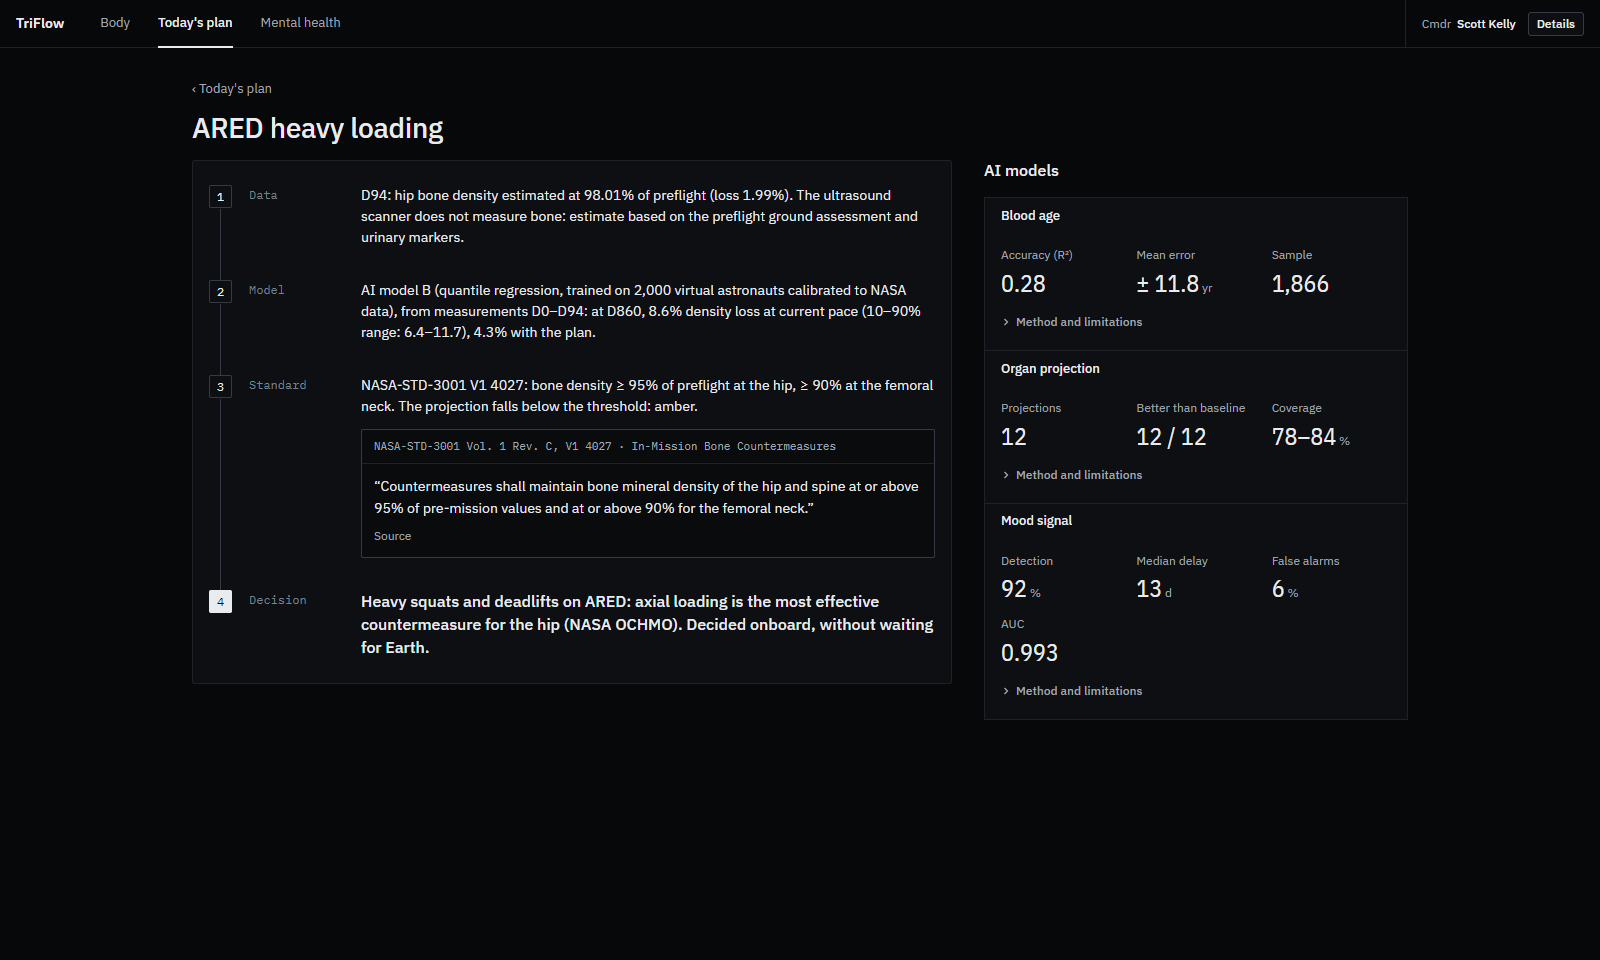 TriFlow
Body
Today's plan
Mental health
Cmdr Scott Kelly
Details
‹ Today's plan
ARED heavy loading
1
Data
D94: hip bone density estimated at 98.01% of preflight (loss 1.99%). The ultrasound
scanner does not measure bone: estimate based on the preflight ground assessment and
urinary markers.
2
Model
AI model B (quantile regression, trained on 2,000 virtual astronauts calibrated to NASA
data), from measurements D0–D94: at D860, 8.6% density loss at current pace (10–90%
range: 6.4–11.7), 4.3% with the plan.
3
Standard
NASA-STD-3001 V1 4027: bone density ≥ 95% of preflight at the hip, ≥ 90% at the femoral
neck. The projection falls below the threshold: amber.
NASA-STD-3001 Vol. 1 Rev. C, V1 4027 · In-Mission Bone Countermeasures
“Countermeasures shall maintain bone mineral density of the hip and spine at or above
95% of pre-mission values and at or above 90% for the femoral neck.”
Source
4
Decision
Heavy squats and deadlifts on ARED: axial loading is the most effective
countermeasure for the hip (NASA OCHMO). Decided onboard, without waiting
for Earth.
AI models
Blood age
Accuracy (R²)
Mean error
Sample
0.28
± 11.8 yr
1,866
› Method and limitations
Organ projection
Projections
Better than baseline
Coverage
12
12 / 12
78–84 %
› Method and limitations
Mood signal
Detection
Median delay
False alarms
92 %
13 d
6 %
AUC
0.993
› Method and limitations